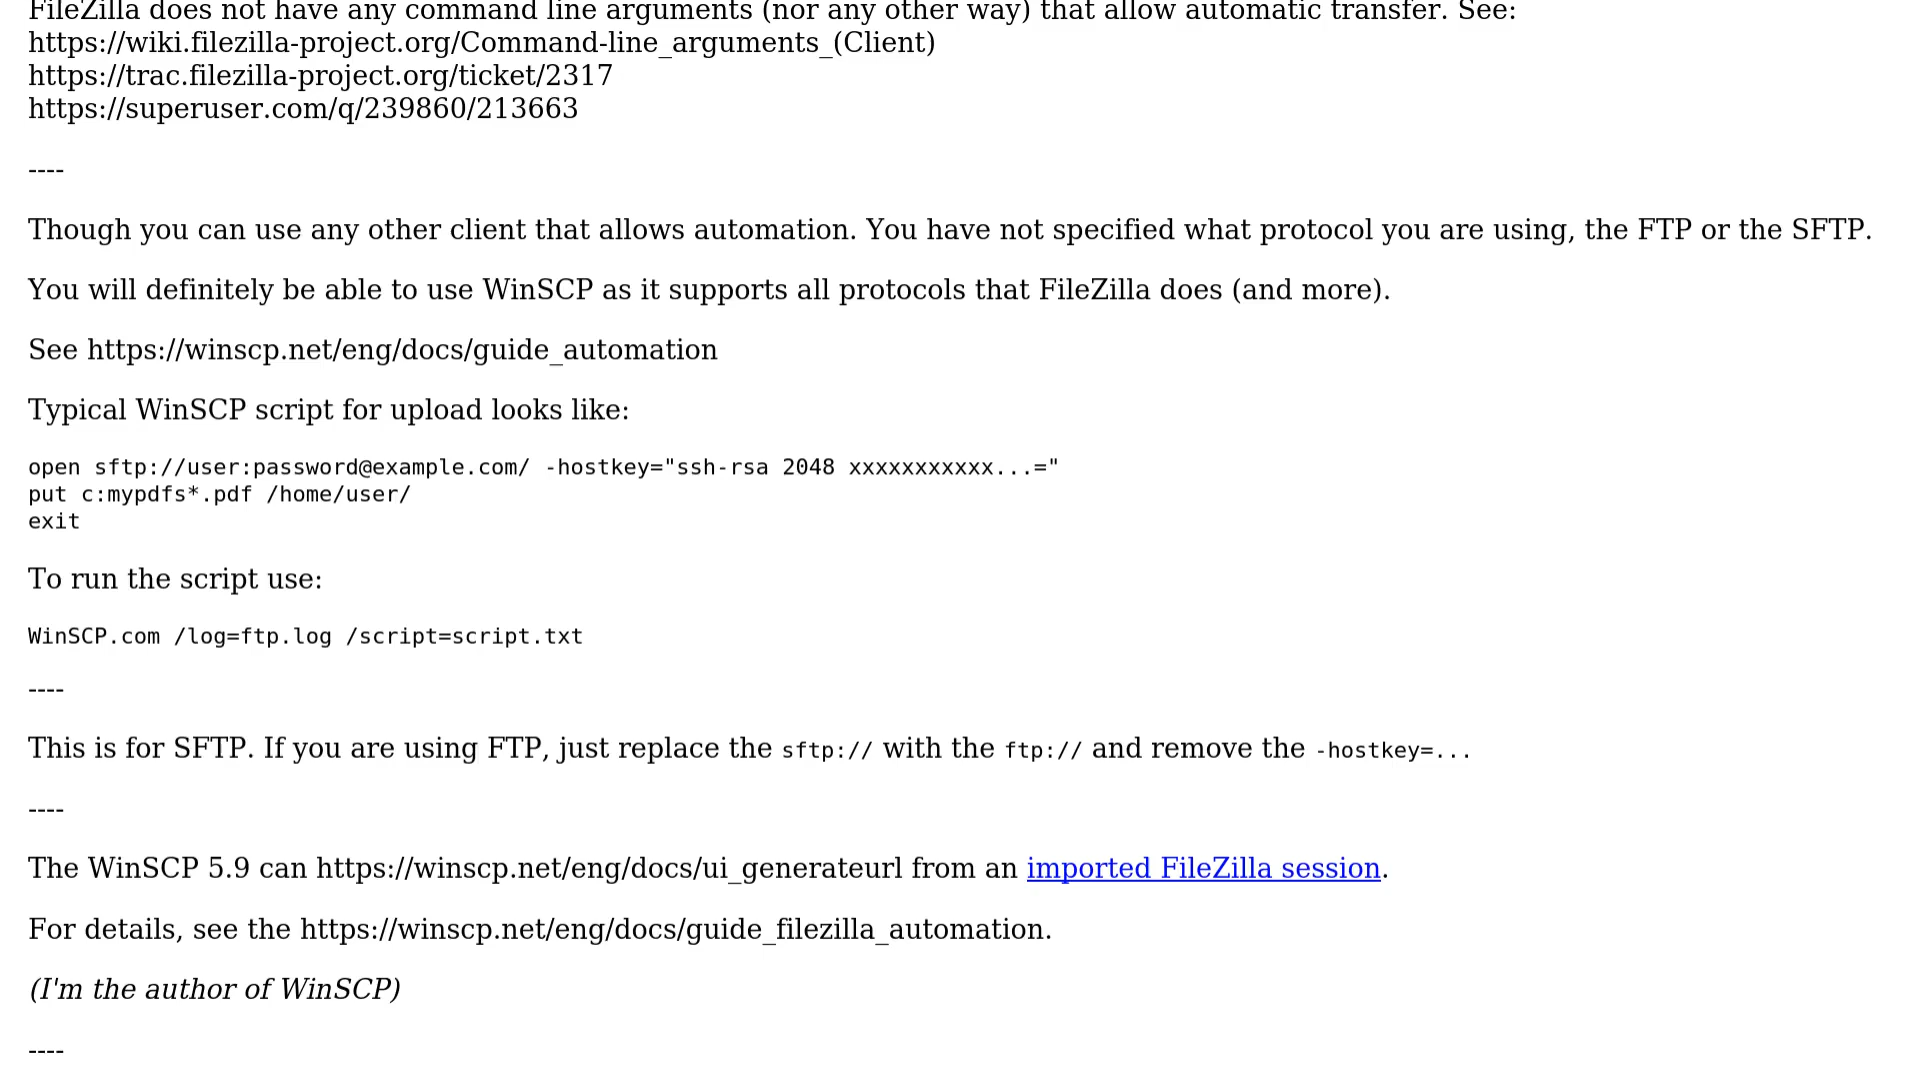 FileZilla does not have any command line arguments (nor any other way) that allow automatic transfer. See:
https://wiki.filezilla-project.org/Command-line_arguments_(Client)
https://trac.filezilla-project.org/ticket/2317
https://superuser.com/q/239860/213663
----
Though you can use any other client that allows automation. You have not specified what protocol you are using, the FTP or the SFTP.
You will definitely be able to use WinSCP as it supports all protocols that FileZilla does (and more).
See https://winscp.net/eng/docs/guide_automation
Typical WinSCP script for upload looks like:
open sftp://user:password@example.com/ -hostkey="ssh-rsa 2048 xxxxxxxxxxx...="
put c:mypdfs*.pdf /home/user/
exit
To run the script use:
WinSCP.com /log=ftp.log /script=script.txt
----
This is for SFTP. If you are using FTP, just replace the sftp:// with the ftp:// and remove the -hostkey=...
----
The WinSCP 5.9 can https://winscp.net/eng/docs/ui_generateurl from an imported FileZilla session.
For details, see the https://winscp.net/eng/docs/guide_filezilla_automation.
(I'm the author of WinSCP)
----